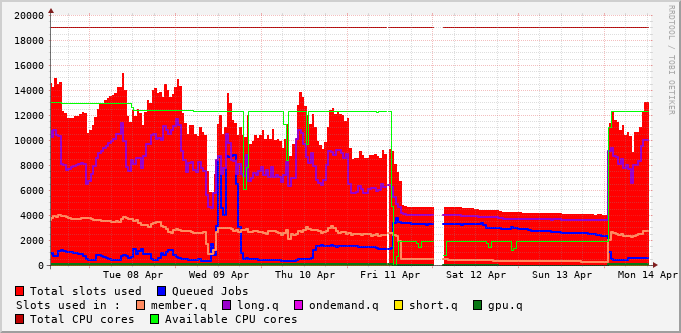 20000
18000
16000
14000
12000
10000
8000
6000
4000
2000
0
Tue 08 Apr Wed 09 Apr Thu 10 Apr Fri 11 Apr Sat 12 Apr Sun 13 Apr Mon 14 Apr
Total slots used Queued Jobs
Slots used in : member.q long.q ondemand.q short.q gpu.q
Total CPU cores Available CPU cores
RRDTOOL / TOBI OETIKER